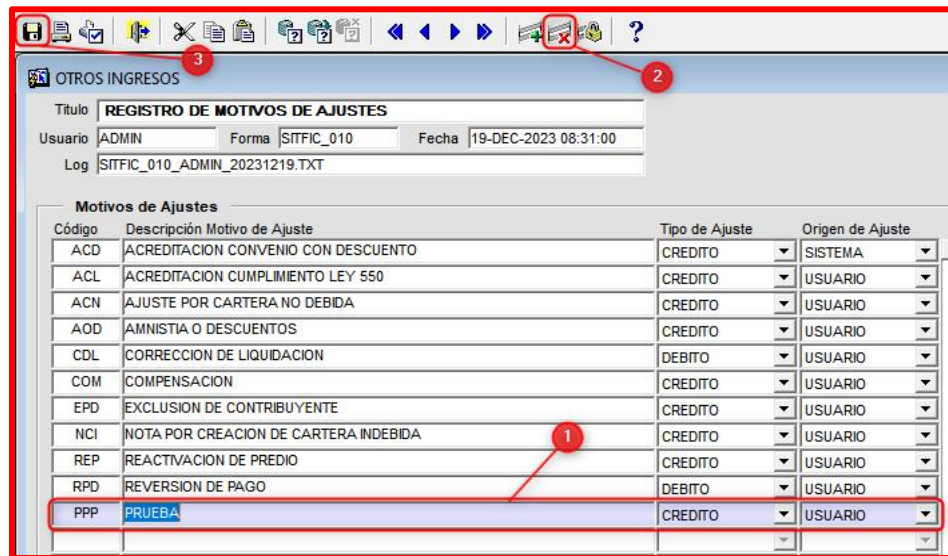 ?
3
2
OTROS INGRESOS
Titulo REGISTRO DE MOTIVOS DE AJUSTES
Usuario ADMIN Forma SITFIC_010 Fecha 19-DEC-2023 08:31:00
Log SITFIC_010_ADMIN_20231219.TXT
Motivos de Ajustes
Código Descripción Motivo de Ajuste Tipo de Ajuste Origen de Ajuste
ACD ACREDITACION CONVENIO CON DESCUENTO CREDITO SISTEMA
ACL ACREDITACION CUMPLIMIENTO LEY 550 CREDITO USUARIO
ACN AJUSTE POR CARTERA NO DEBIDA CREDITO USUARIO
AOD AMNISTIA O DESCUENTOS CREDITO USUARIO
CDL CORRECCION DE LIQUIDACION DEBITO USUARIO
COM COMPENSACION CREDITO USUARIO
EPD EXCLUSION DE CONTRIBUYENTE CREDITO USUARIO
NCI NOTA POR CREACION DE CARTERA INDEBIDA CREDITO USUARIO
1
REP REACTIVACION DE PREDIO CREDITO USUARIO
RPD REVERSION DE PAGO DEBITO USUARIO
PPP PRUEBA CREDITO USUARIO